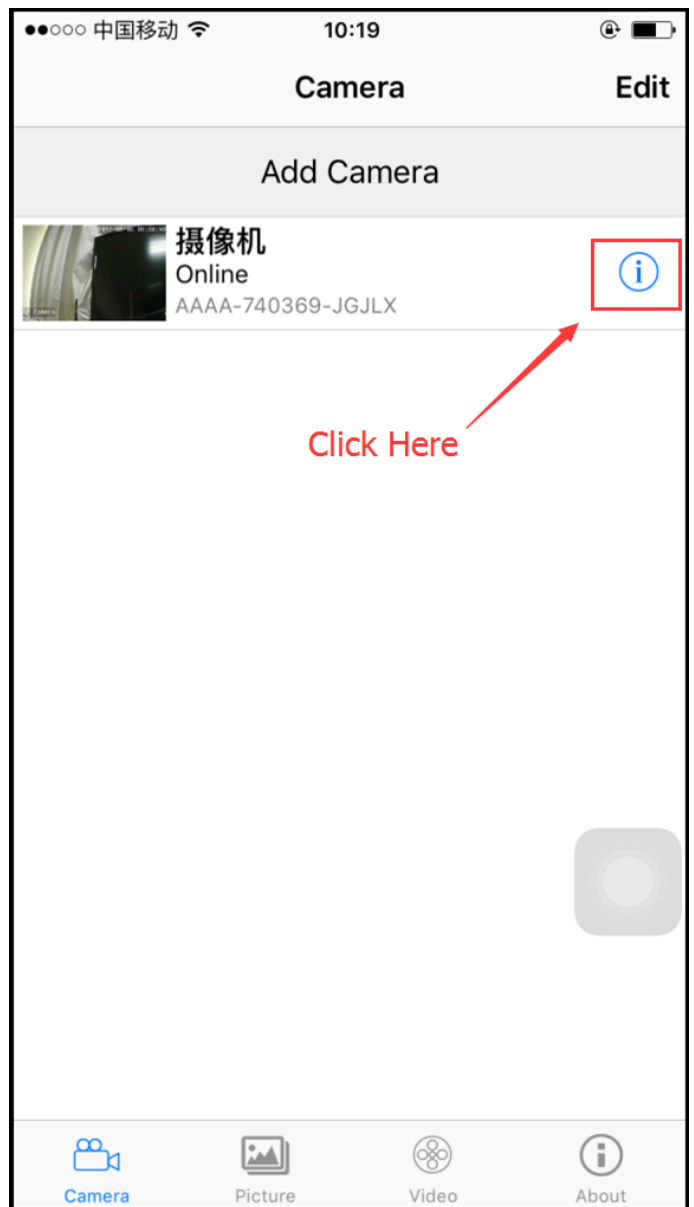 中国移动 10:19
Camera Edit
Add Camera
摄像机
Online
AAAA-740369-JGJLX
Click Here
Camera Picture Video About